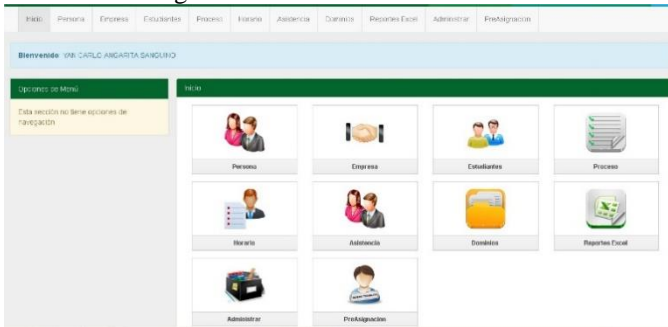 Inicio Persona Empresa Estudiantes Proceso Horario Asistencia Dominios Reportes Excel Administrar PreAsignacion
Bienvenido YAN CARLO ANGARITA SANGUINO
Opciones de Menú
Inicio
Esta sección no tiene opciones de
navegación
Persona Empresa Estudiantes Proceso
Horario Asistencia Dominios Reportes Excel
Administrar PreAsignacion